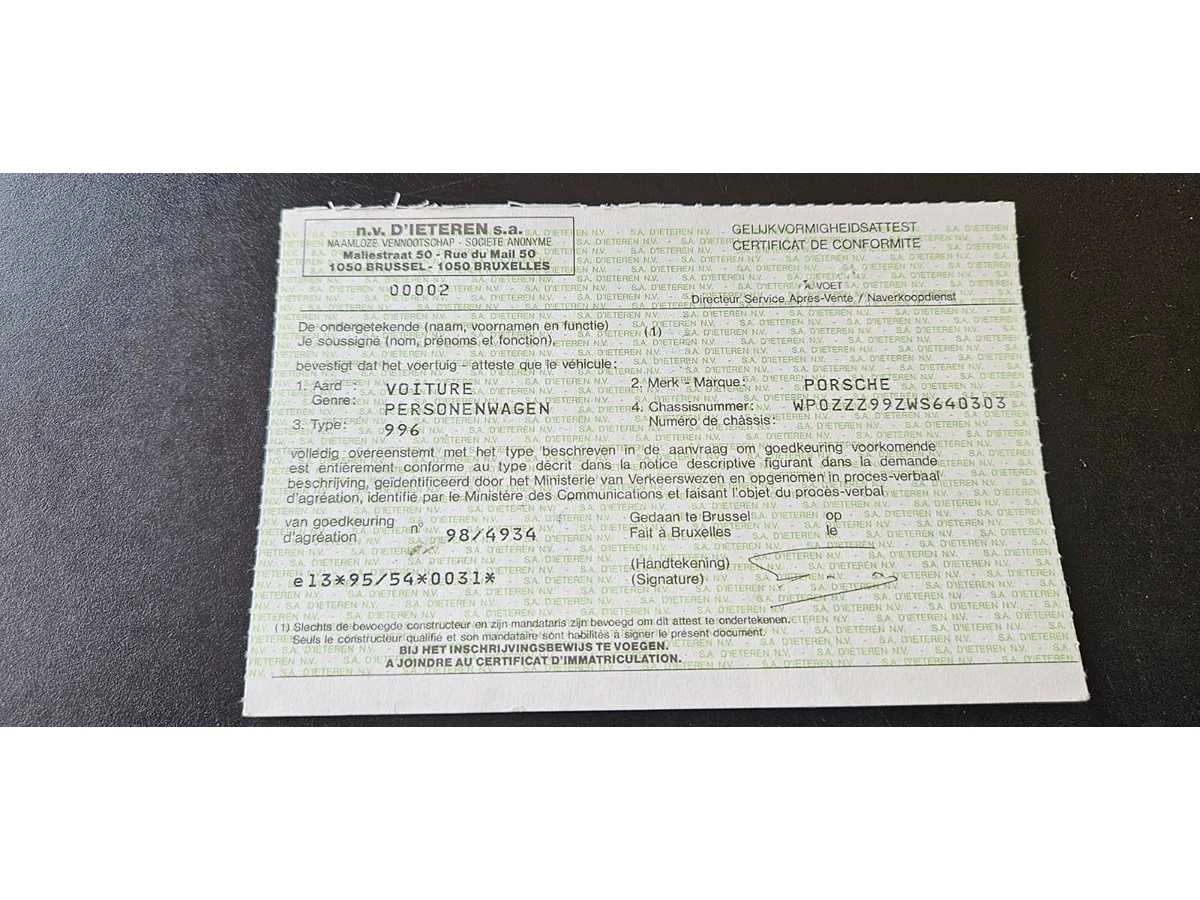 n.v. D'IETEREN s.a.
NAAMLOZE VENNOOTSCHAP - SOCIETE ANONYME
Maliestraat 50 - Rue du Mail 50
1050 BRUSSEL - 1050 BRUXELLES
00002
GELIJKVORMIGHEIDSATTEST
CERTIFICAT DE CONFORMITE
VOET
Directeur Service Après-Vente / Naverkoopdienst
De ondergetekende (naam, voornamen en functie) (1)
Je soussigné (nom, prénoms et fonction),
bevestigt dat het voertuig - atteste que le véhicule:
1. Aard : VOITURE
Genre: PERSONENWAGEN
2. Merk - Marque: PORSCHE
3. Type: 996
4. Chassisnummer: WP0ZZZ99ZWS640303
Numéro de châssis:
volledig overeenstemt met het type beschreven in de aanvraag om goedkeuring voorkomende
est entièrement conforme au type décrit dans la notice descriptive figurant dans la demande
beschrijving, geïdentificeerd door het Ministerie van Verkeerswezen en opgenomen in proces-verbaal
d'agréation, identifié par le Ministère des Communications et faisant l'objet du procès-verbal
van goedkeuring n° 98/4934
d'agréation
Gedaan te Brussel op
Fait à Bruxelles le
e13*95/54*0031*
(Handtekening)
(Signature)
(1) Slechts de bevoegde constructeur en zijn mandataris zijn bevoegd om dit attest te ondertekenen.
Seuls le constructeur qualifié et son mandataire sont habilités à signer le présent document.
BIJ HET INSCHRIJVINGSBEWIJS TE VOEGEN.
A JOINDRE AU CERTIFICAT D'IMMATRICULATION.